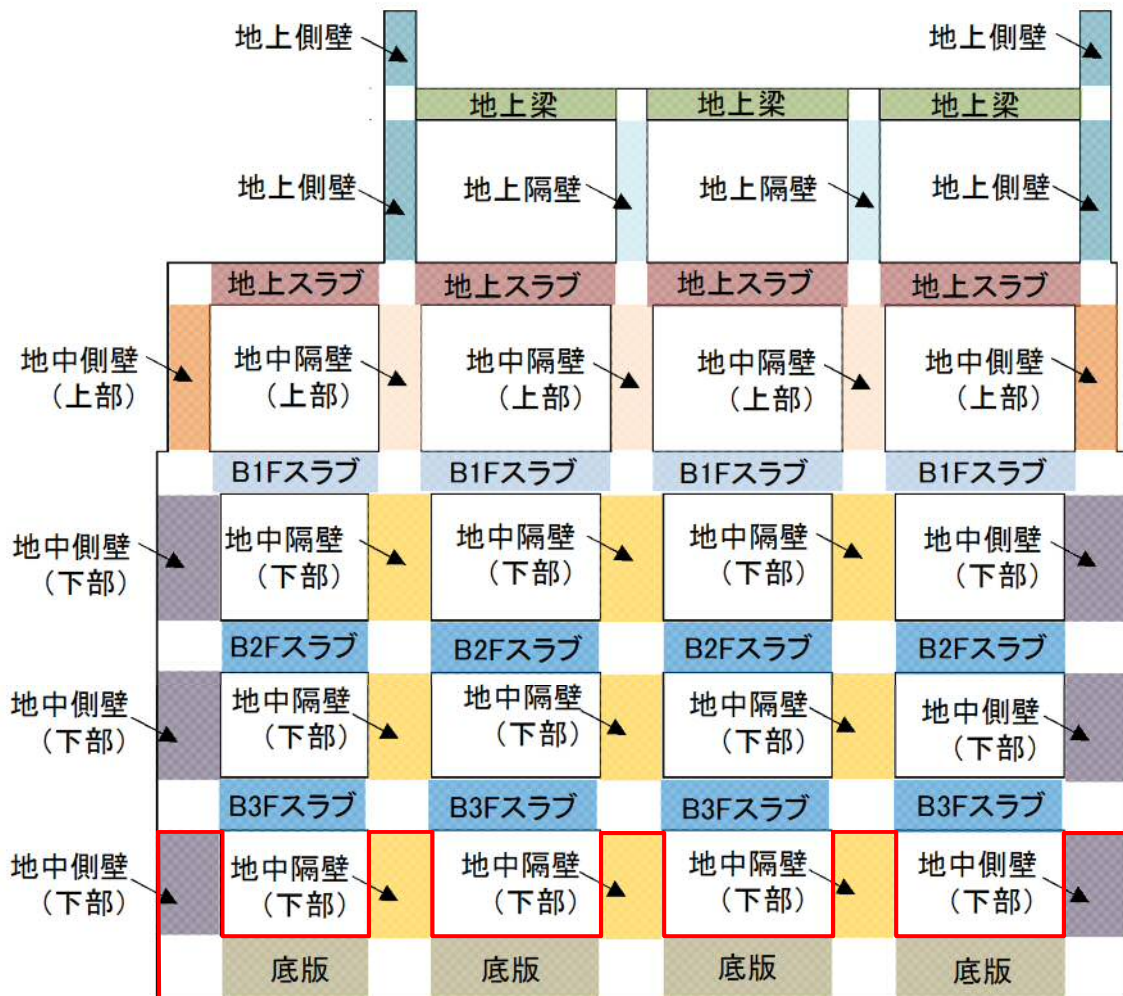 地上側壁
地上側壁
地上梁
地上梁
地上梁
地上側壁
地上隔壁
地上隔壁
地上側壁
地上スラブ
地上スラブ
地上スラブ
地上スラブ
地中側壁
（上部）
地中隔壁
（上部）
地中隔壁
（上部）
地中隔壁
（上部）
地中側壁
（上部）
B1Fスラブ
B1Fスラブ
B1Fスラブ
B1Fスラブ
地中側壁
（下部）
地中隔壁
（下部）
地中隔壁
（下部）
地中隔壁
（下部）
地中側壁
（下部）
B2Fスラブ
B2Fスラブ
B2Fスラブ
B2Fスラブ
地中側壁
（下部）
地中隔壁
（下部）
地中隔壁
（下部）
地中隔壁
（下部）
地中側壁
（下部）
B3Fスラブ
B3Fスラブ
B3Fスラブ
B3Fスラブ
地中側壁
（下部）
地中隔壁
（下部）
地中隔壁
（下部）
地中隔壁
（下部）
地中側壁
（下部）
底版
底版
底版
底版